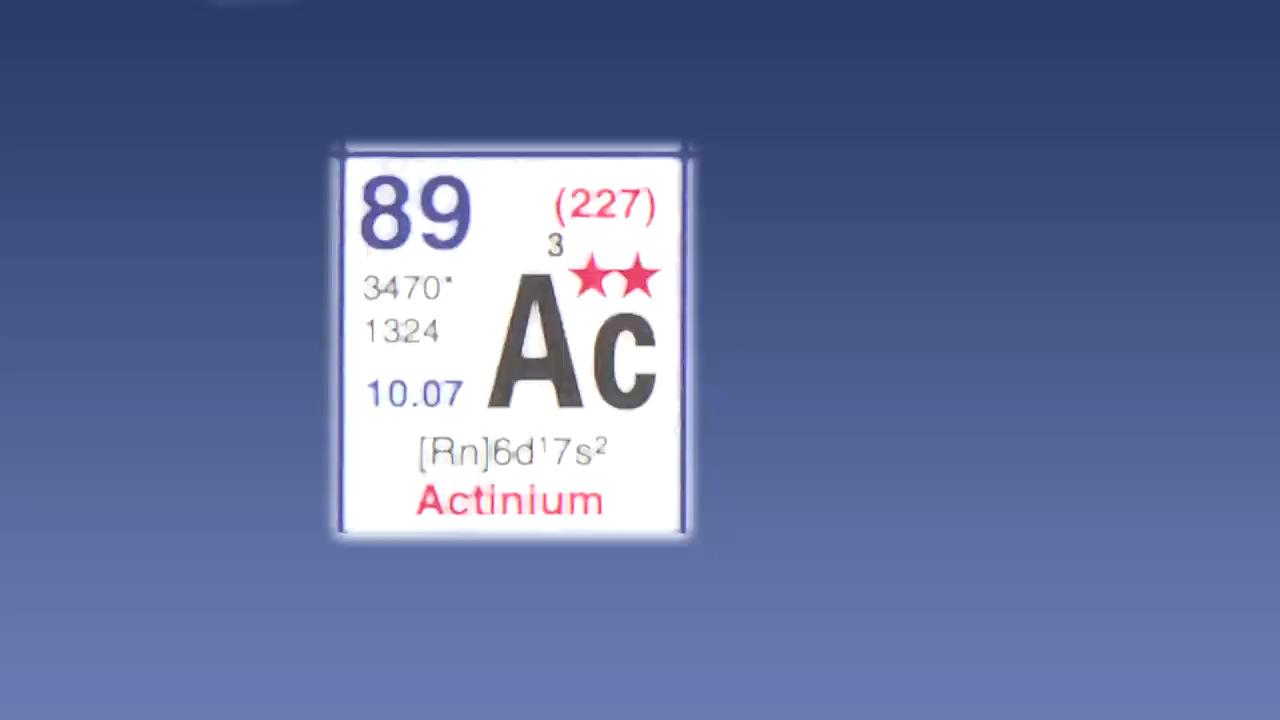 89
(227)
3
3470*
★★
1324
Ac
10.07
[Rn]6d¹7s²
Actinium